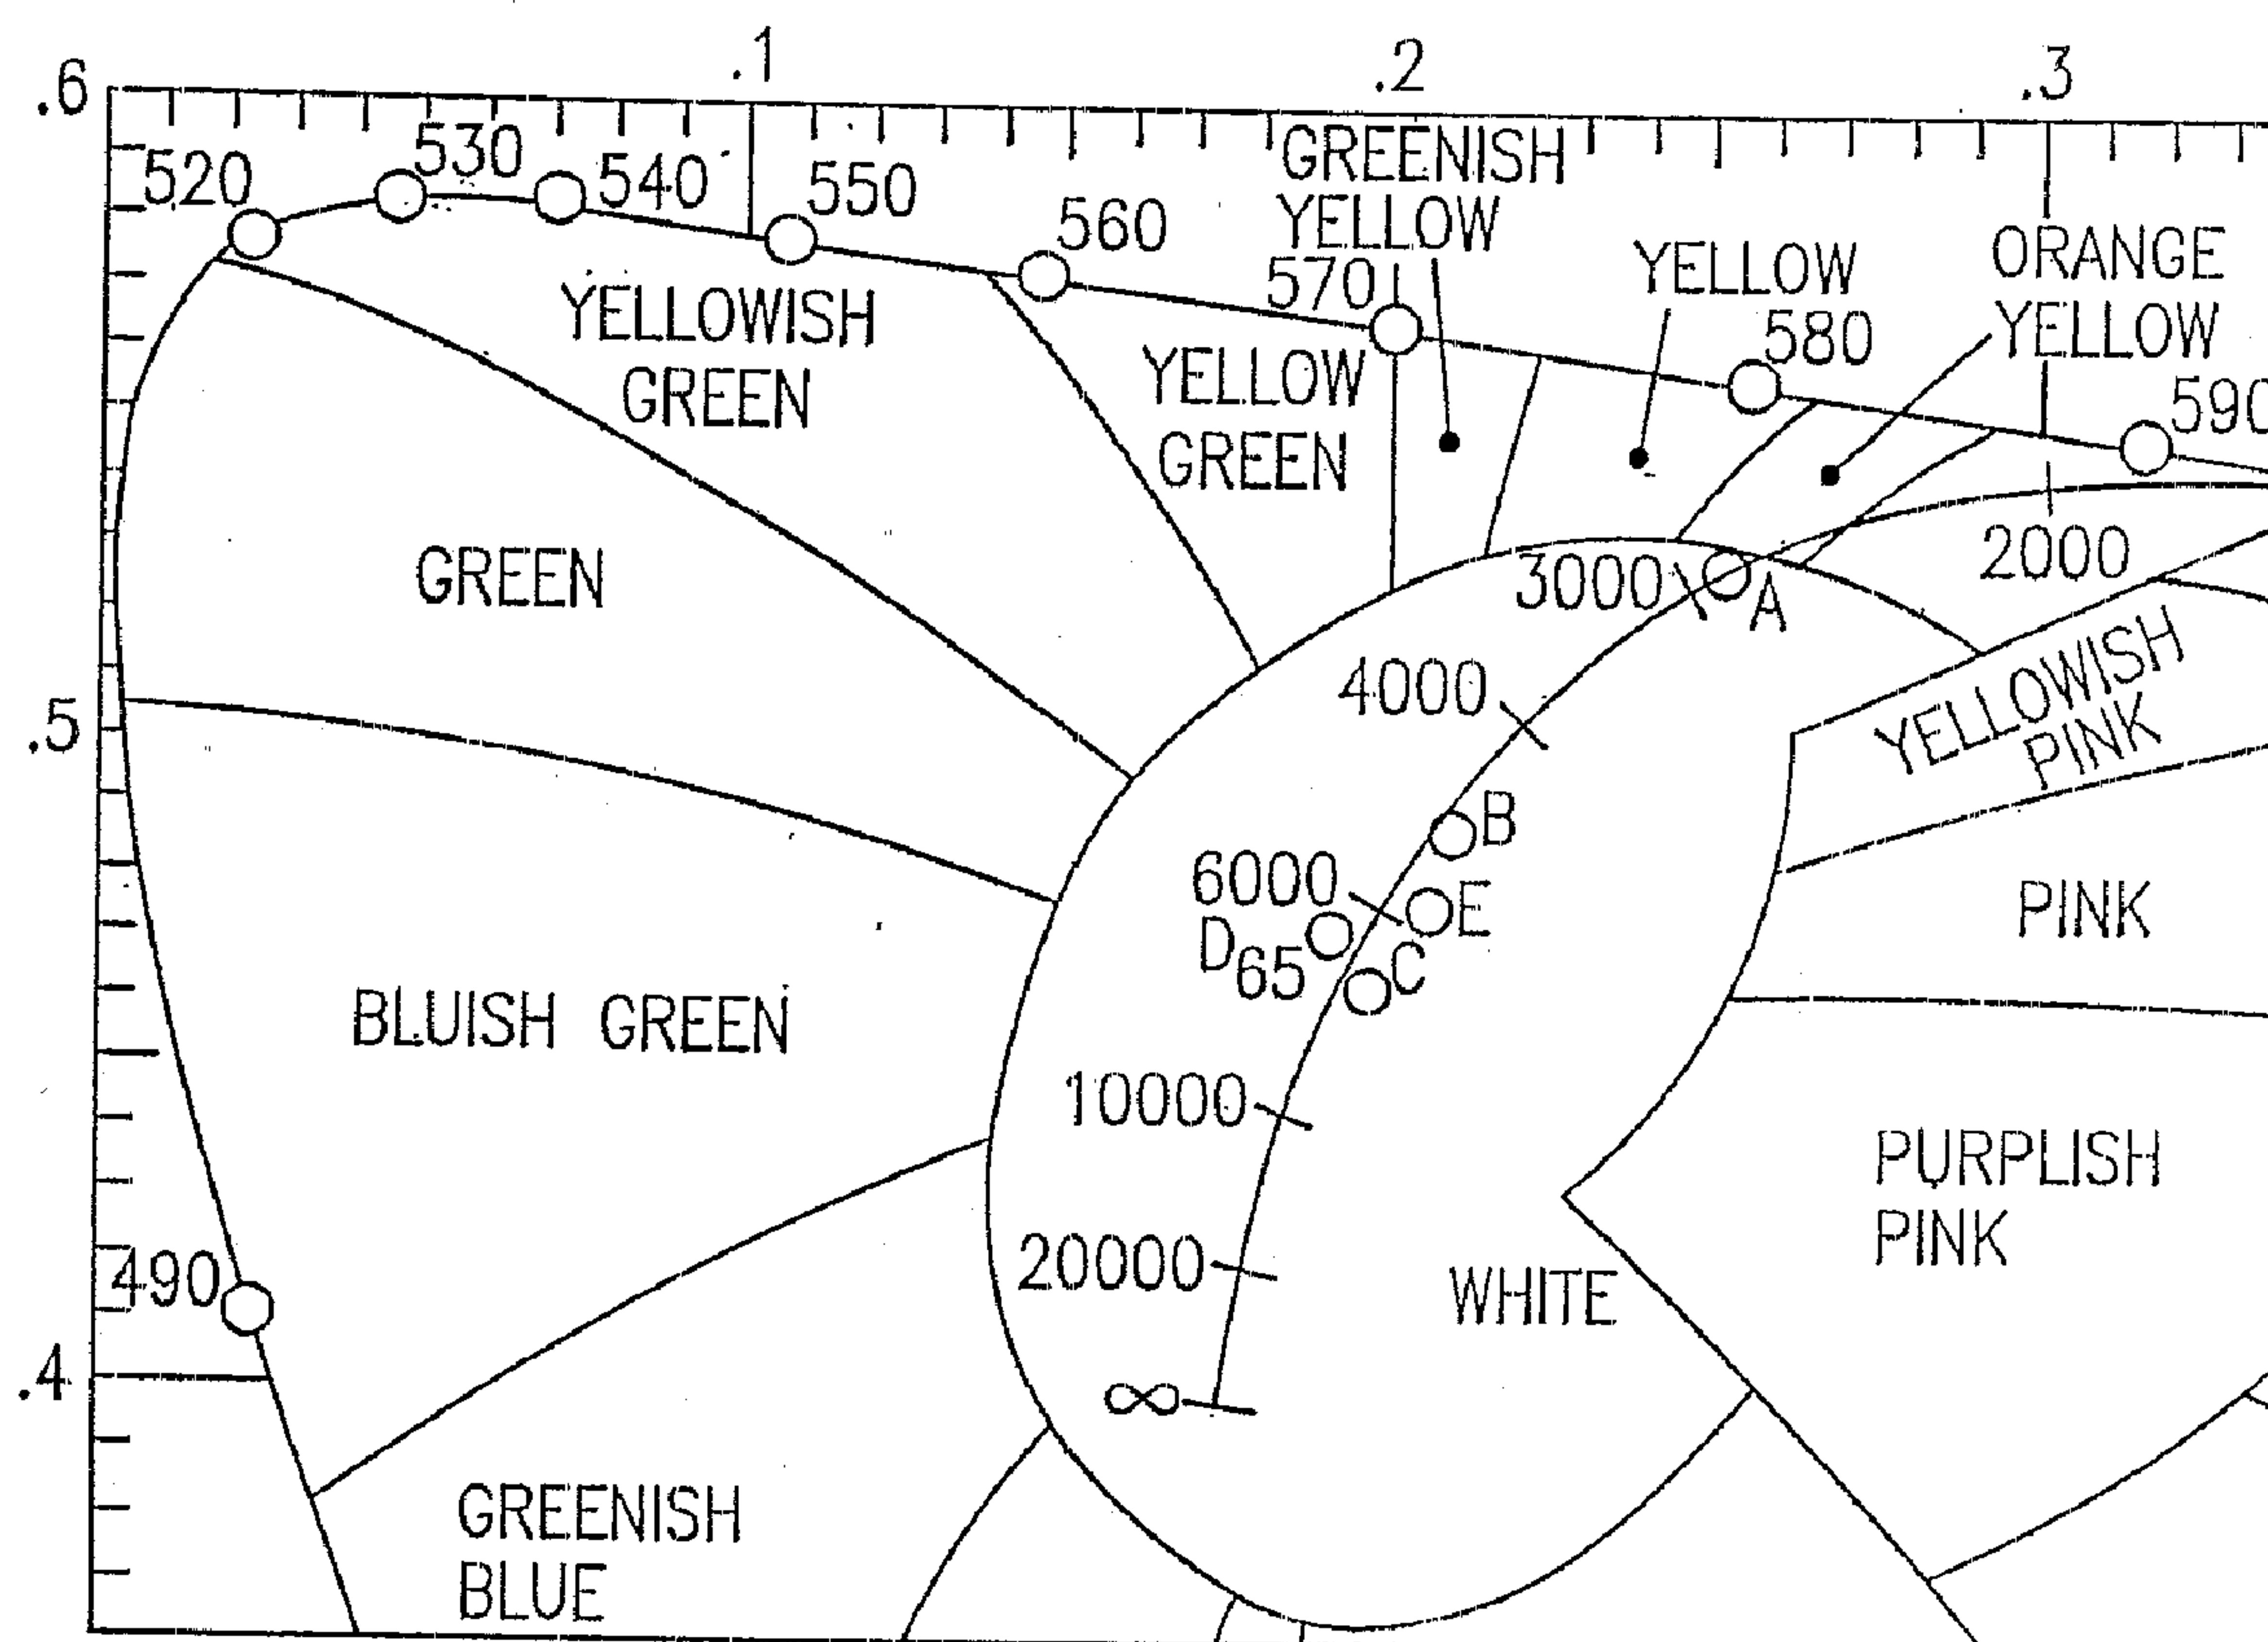 .1
.2
.3
.6
520
530
540
550
560
GREENISH
YELLOW
570
YELLOW
580
ORANGE
YELLOW
590
YELLOWISH
GREEN
YELLOW
GREEN
GREEN
3000
A
2000
4000
YELLOWISH
PINK
.5
B
6000
E
D65
C
PINK
BLUISH GREEN
10000
PURPLISH
PINK
20000
WHITE
490
.4
∞
GREENISH
BLUE